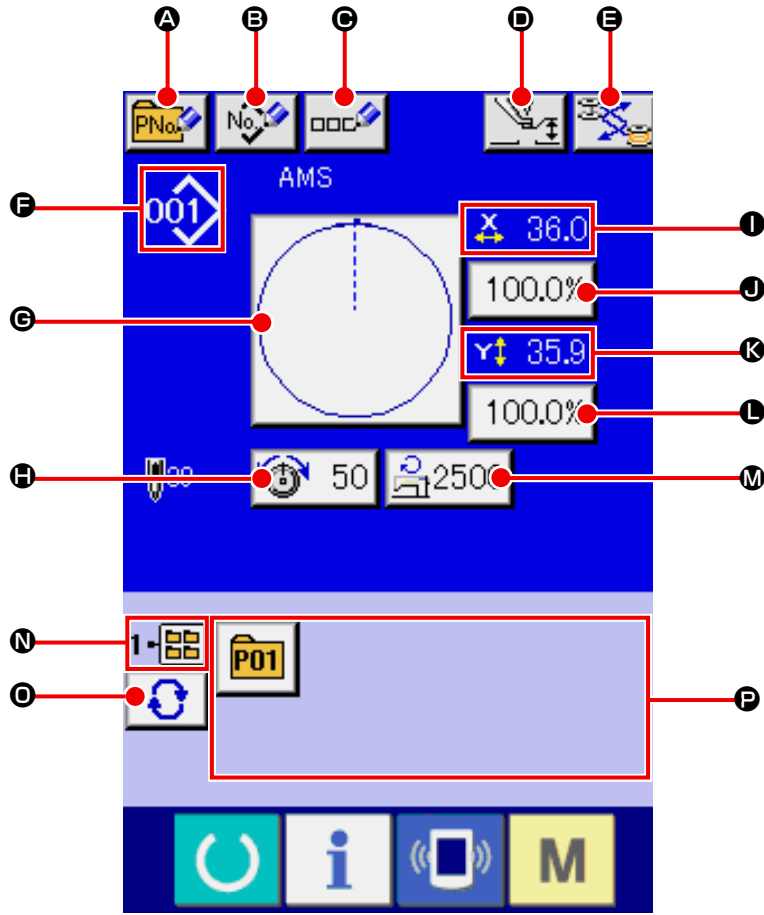 A B C D E
PNo. No.
AMS
F 001 X 36.0 I
100.0% J
G Y 35.9 K
100.0% L
H 50 2500 M
N 1 P01
O P
i M